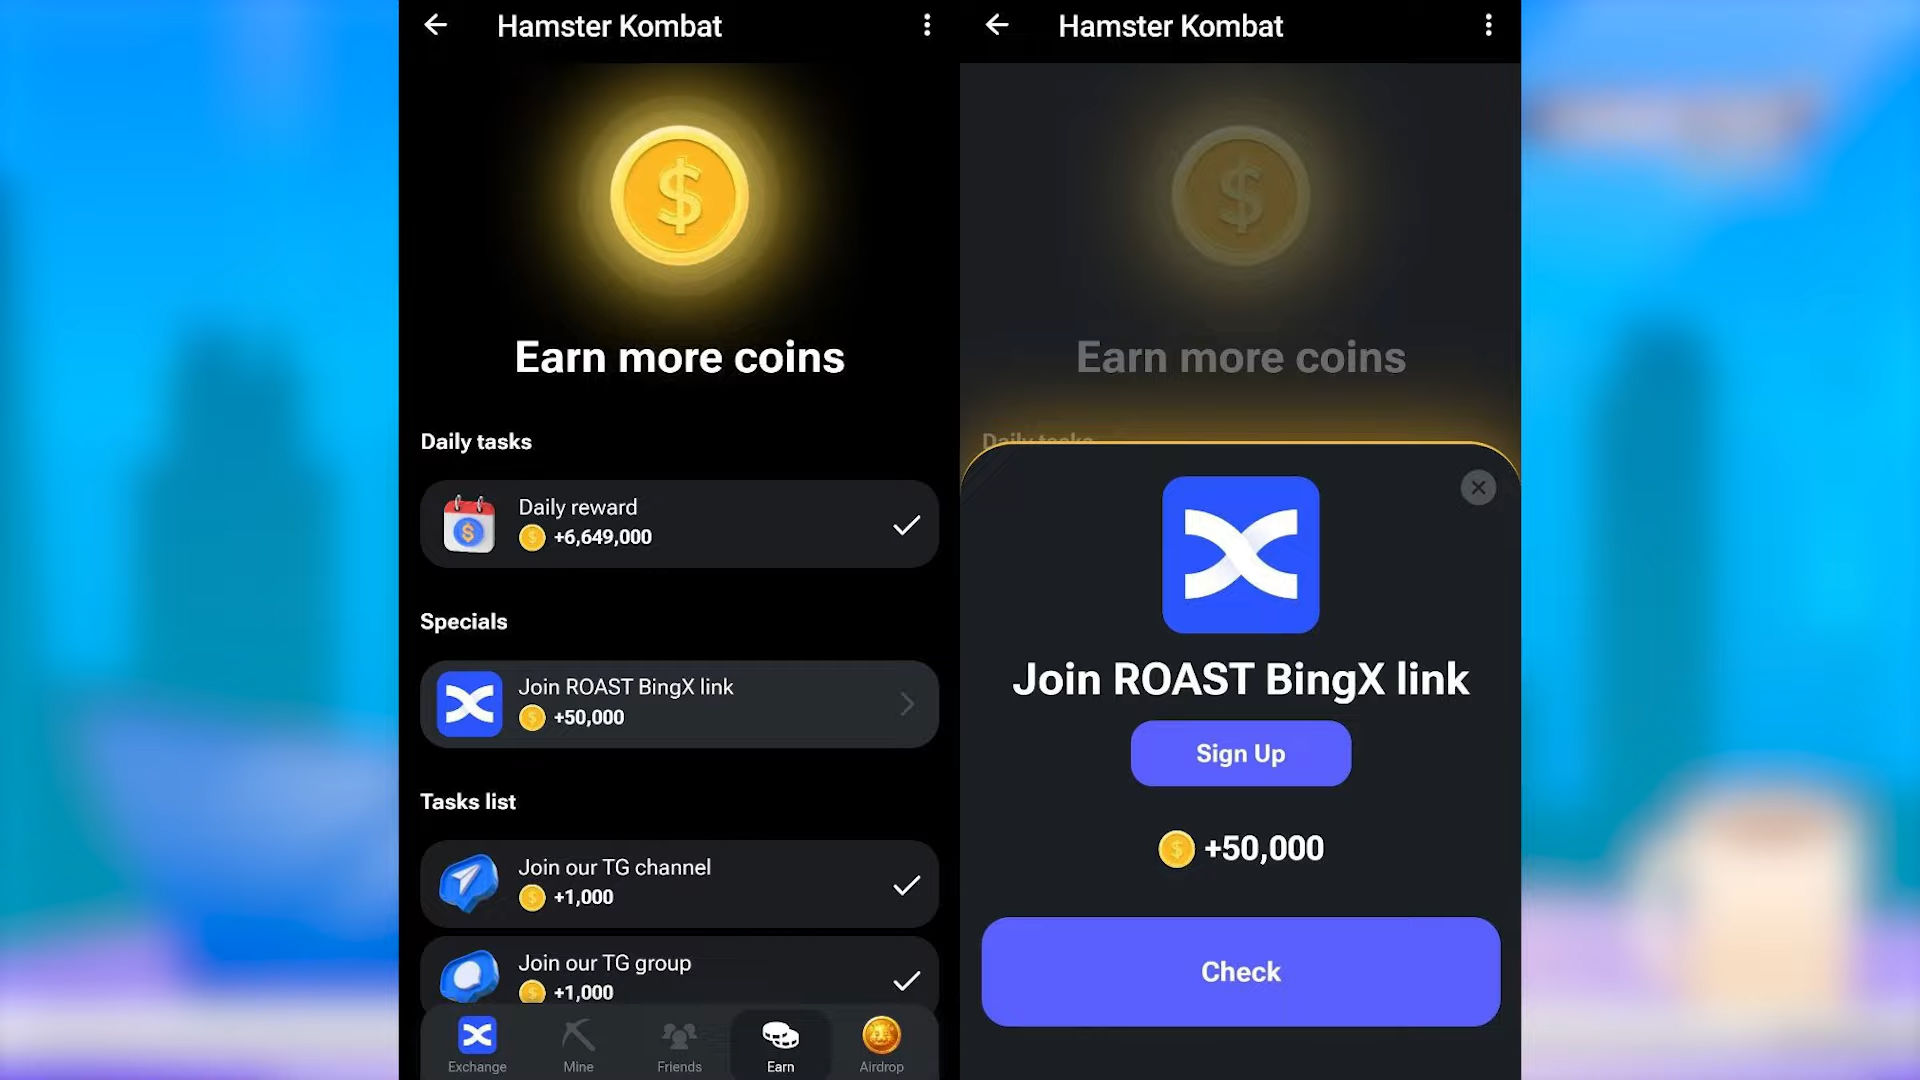 Hamster Kombat
Earn more coins
Daily tasks
Daily reward
+6,649,000
Specials
Join ROAST BingX link
+50,000
Tasks list
Join our TG channel
+1,000
Join our TG group
+1,000
Exchange
Mine
Friends
Earn
Airdrop
Hamster Kombat
Earn more coins
Daily tasks
Join ROAST BingX link
Sign Up
+50,000
Check